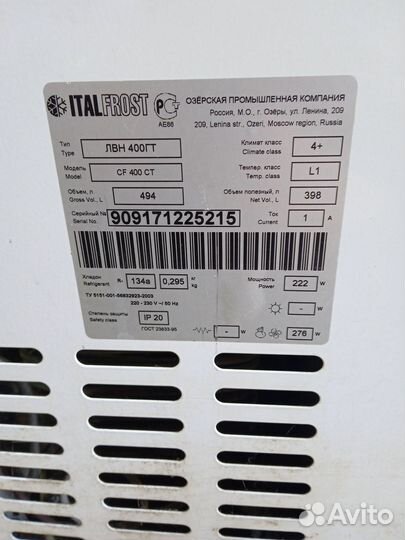 ITALFROST РСТ ОЗЁРСКАЯ ПРОМЫШЛЕННАЯ КОМПАНИЯ
АЕ86 Россия, М.О., г. Озёры, ул. Ленина, 209
209, Lenina str., Ozeri, Moscow region, Russia
Тип ЛВН 400ГТ Климат класс 4+
Type Climate class
Модель CF 400 CT Темпер. класс L1
Model Temp. class
Объем, л 494 Объем полезный, л 398
Gross Vol., L Net Vol., L
Серийный № 909171225215 Ток 1 A
Serial No. Current
Хладон R- 134a 0,295 кг Мощность 222 W
Refrigerant kg Power
ТУ 5151-001-56832923-2003
220 - 230 V ~/ 50 Hz - W
Степень защиты IP 20
Safety class - W 276 W
ГОСТ 23833-95
Avito